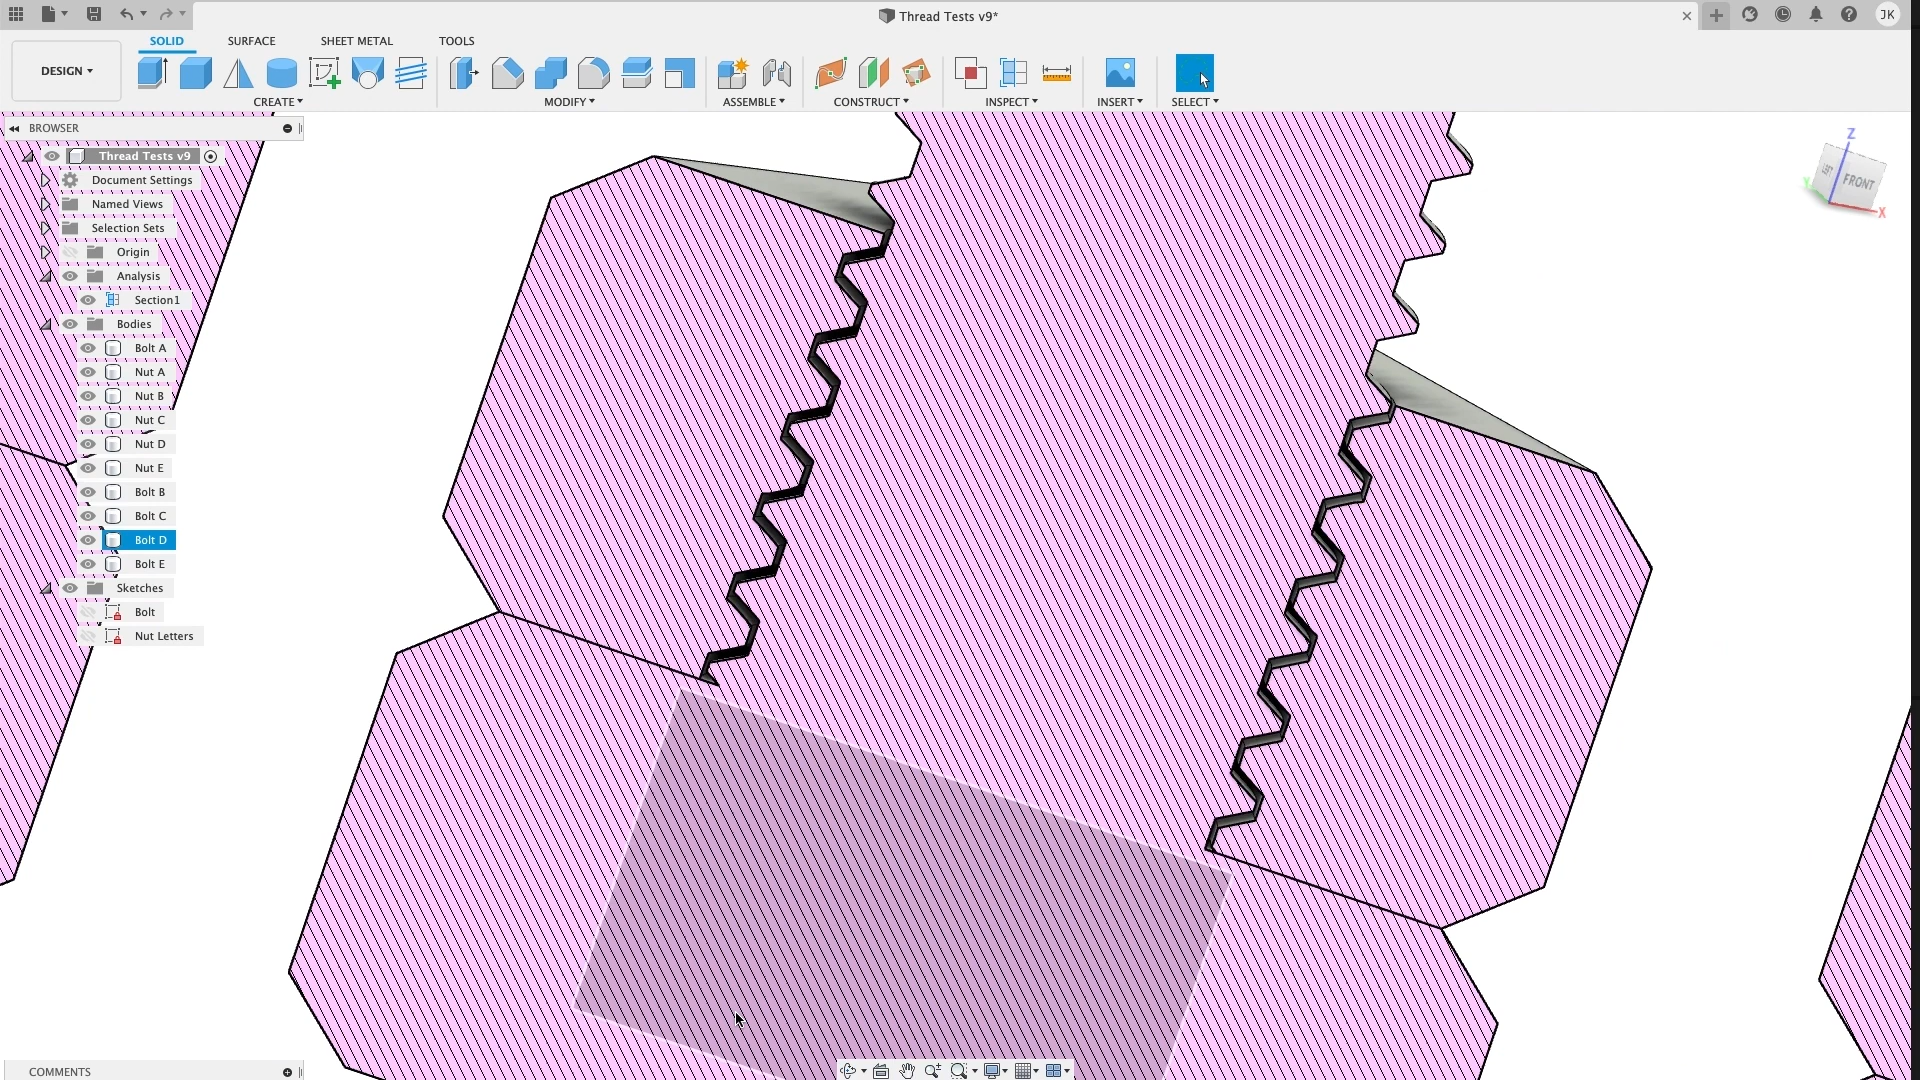 Thread Tests v9*
JK
DESIGN
SOLID
SURFACE
SHEET METAL
TOOLS
CREATE
MODIFY
ASSEMBLE
CONSTRUCT
INSPECT
INSERT
SELECT
BROWSER
Thread Tests v9
Document Settings
Named Views
Selection Sets
Origin
Analysis
Section1
Bodies
Bolt A
Nut A
Nut B
Nut C
Nut D
Nut E
Bolt B
Bolt C
Bolt D
Bolt E
Sketches
Bolt
Nut Letters
Z
LEFT
FRONT
Y
X
COMMENTS